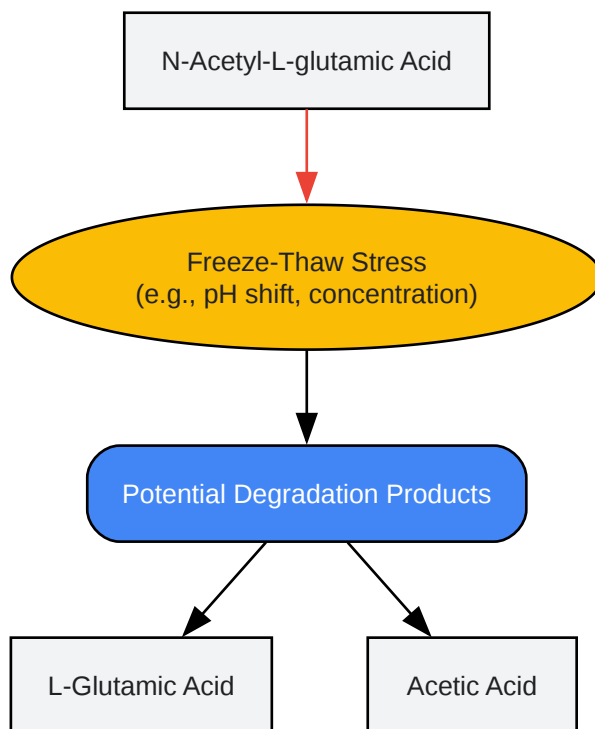 N-Acetyl-L-glutamic Acid
Freeze-Thaw Stress
(e.g., pH shift, concentration)
Potential Degradation Products
L-Glutamic Acid
Acetic Acid